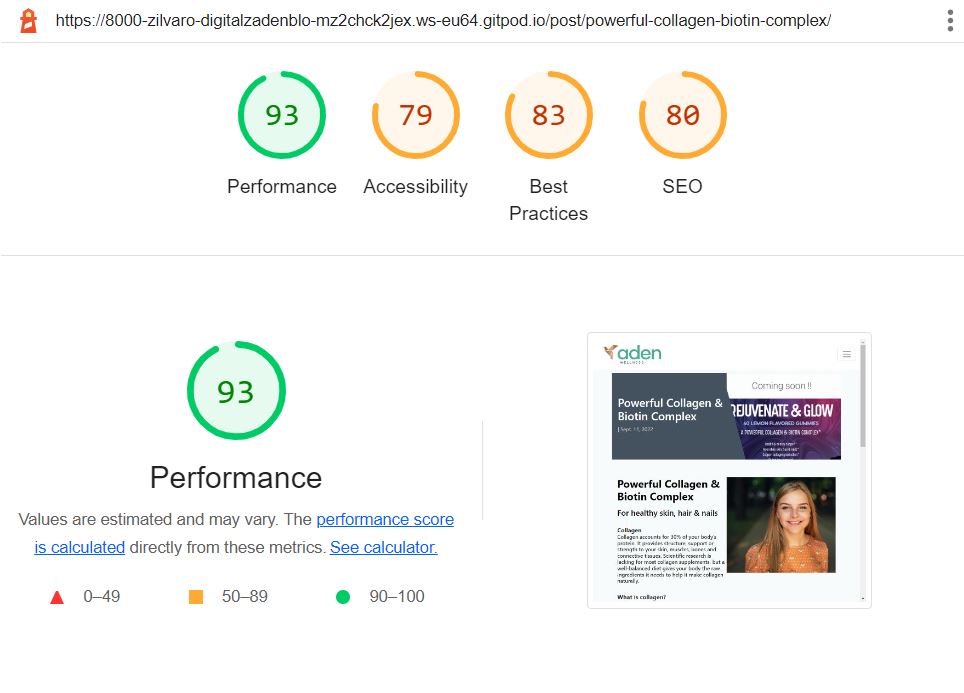 https://8000-zilvaro-digitalzadenblo-mz2chck2jex.ws-eu64.gitpod.io/post/powerful-collagen-biotin-complex/
93
79
83
80
Performance
Accessibility
Best
Practices
SEO
93
Performance
Values are estimated and may vary. The performance score
is calculated directly from these metrics. See calculator.
0–49
50–89
90–100
aden
WELLNESS
Coming soon !!
Powerful Collagen &
Biotin Complex
| Sept. 13, 2022
REJUVENATE & GLOW
60 LEMON FLAVORED GUMMIES
A POWERFUL COLLAGEN & BIOTIN COMPLEX*
Powerful Collagen &
Biotin Complex
For healthy skin, hair & nails
Collagen
Collagen accounts for 30% of your body's
protein. It provides structure, support or
strength to your skin, muscles, bones and
connective tissues. Scientific research is
lacking for most collagen supplements, but a
well-balanced diet gives your body the raw
ingredients it needs to help it make collagen
naturally.
What is collagen?